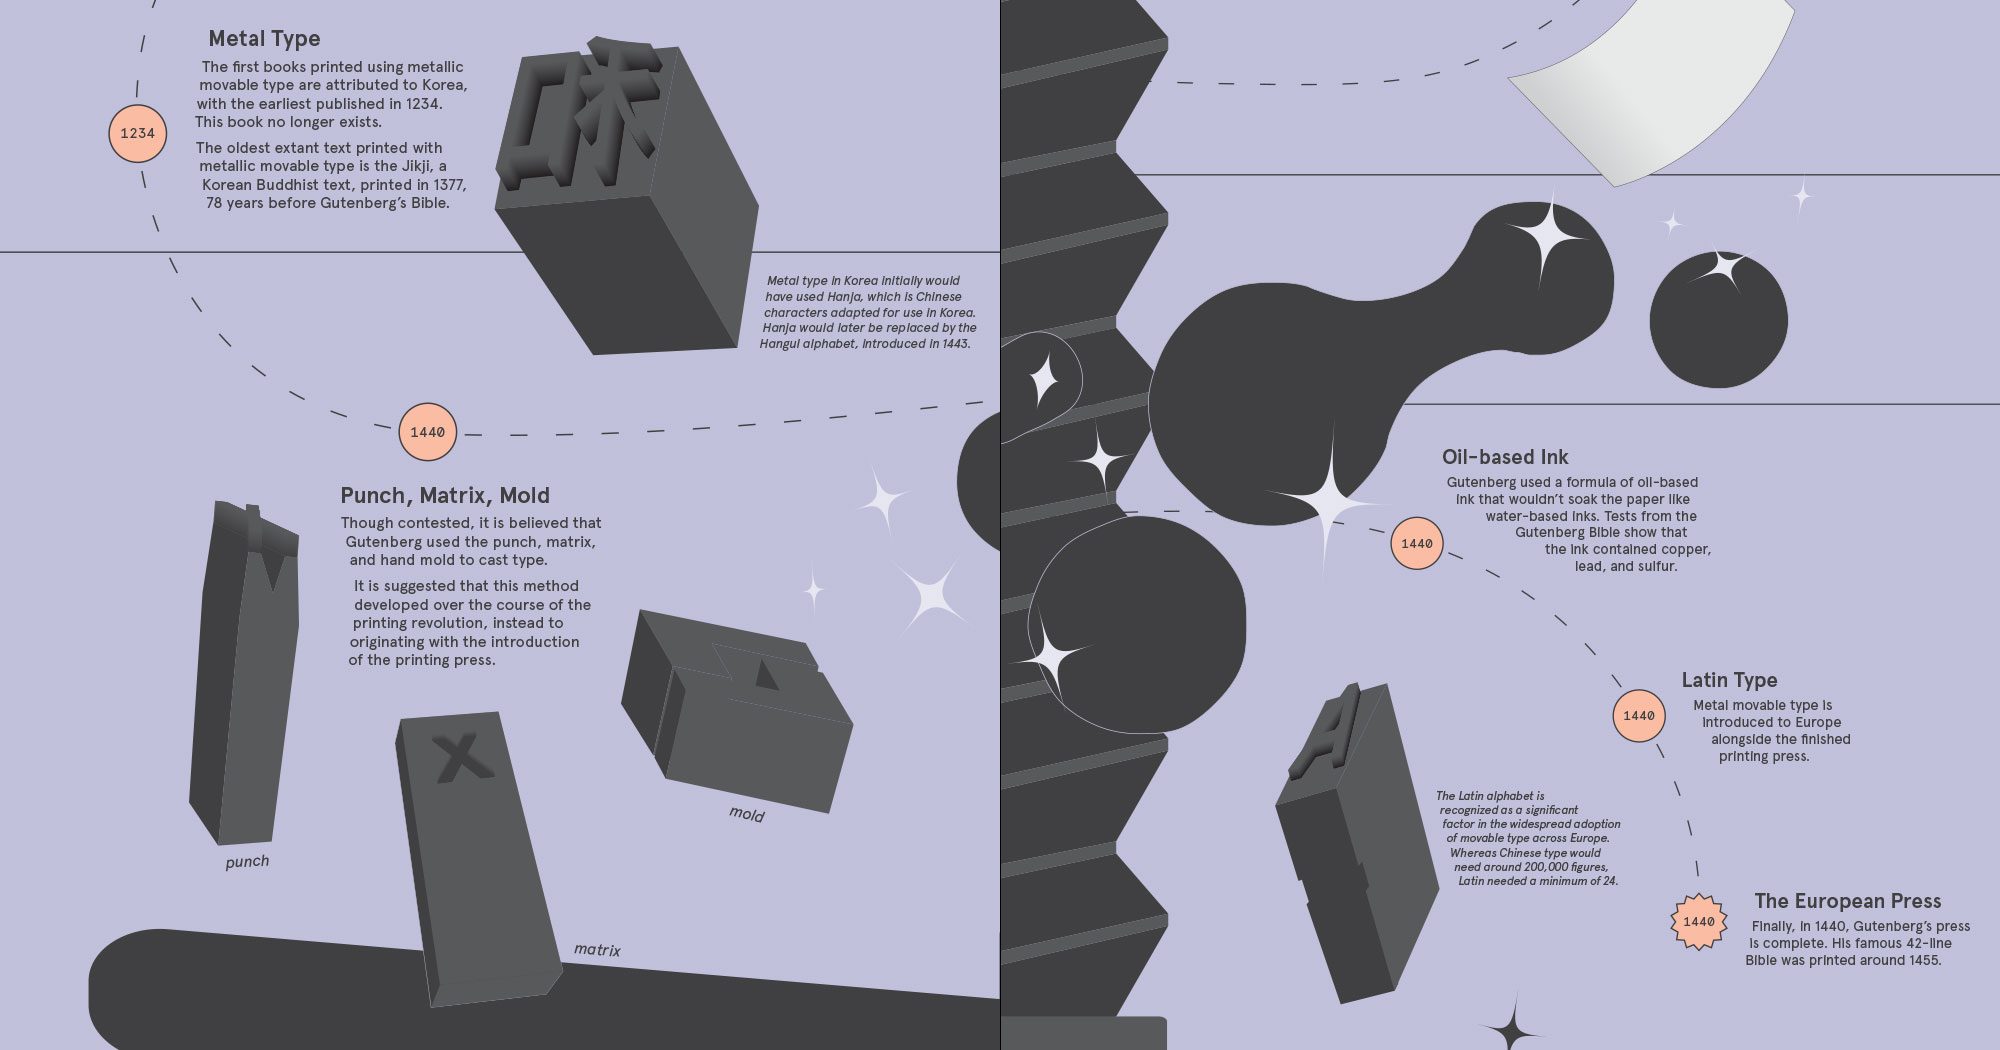 Metal Type
The first books printed using metallic
movable type are attributed to Korea,
with the earliest published in 1234.
This book no longer exists.
1234
The oldest extant text printed with
metallic movable type is the Jikji, a
Korean Buddhist text, printed in 1377,
78 years before Gutenberg's Bible.
Metal type in Korea initially would
have used Hanja, which is Chinese
characters adapted for use in Korea.
Hanja would later be replaced by the
Hangul alphabet, introduced in 1443.
1440
Punch, Matrix, Mold
Though contested, it is believed that
Gutenberg used the punch, matrix,
and hand mold to cast type.
It is suggested that this method
developed over the course of the
printing revolution, instead to
originating with the introduction
of the printing press.
X
mold
punch
matrix
Oil-based Ink
Gutenberg used a formula of oil-based
ink that wouldn't soak the paper like
water-based inks. Tests from the
Gutenberg Bible show that
the ink contained copper,
lead, and sulfur.
1440
Latin Type
Metal movable type is
introduced to Europe
alongside the finished
printing press.
1440
The Latin alphabet is
recognized as a significant
factor in the widespread adoption
of movable type across Europe.
Whereas Chinese type would
need around 200,000 figures,
Latin needed a minimum of 24.
The European Press
Finally, in 1440, Gutenberg's press
is complete. His famous 42-line
Bible was printed around 1455.
1440